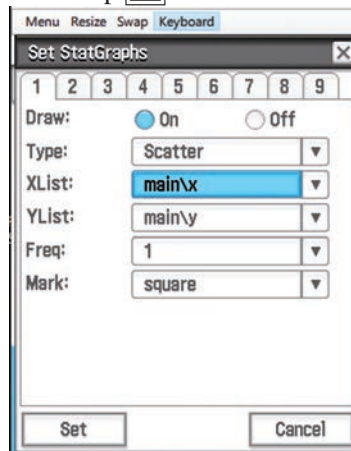 Menu Resize Swap Keyboard
Set StatGraphs
1 2 3 4 5 6 7 8 9
Draw: On Off
Type: Scatter
XList: main\x
YList: main\y
Freq: 1
Mark: square
Set Cancel